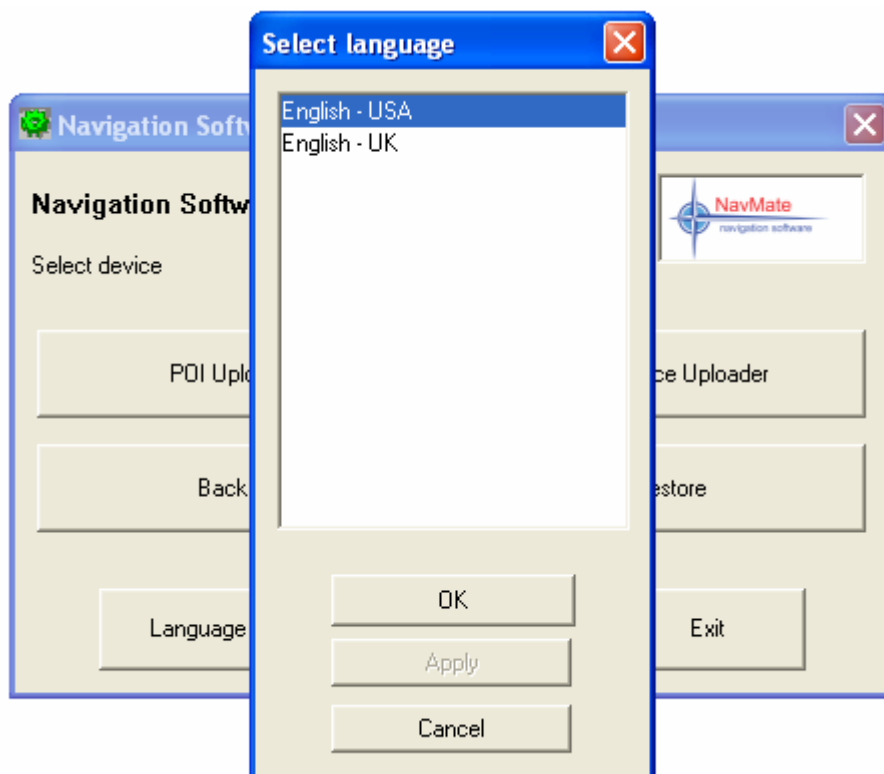 Select language
English - USA
English - UK
OK
Apply
Cancel
Navigation Soft
Navigation Softw
NavMate
navigation software
Select device
POI Uplo
ce Uploader
Back
estore
Language
Exit